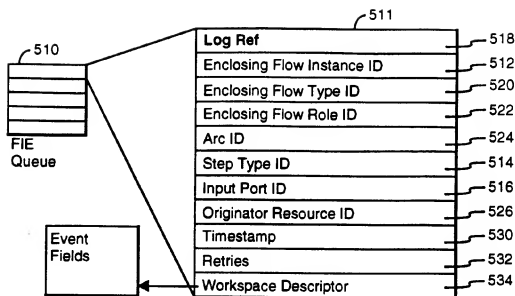 511
510
Log Ref 518
Enclosing Flow Instance ID 512
Enclosing Flow Type ID 520
Enclosing Flow Role ID 522
Arc ID 524
Step Type ID 514
Input Port ID 516
Originator Resource ID 526
Timestamp 530
Retries 532
Workspace Descriptor 534
FIE
Queue
Event
Fields